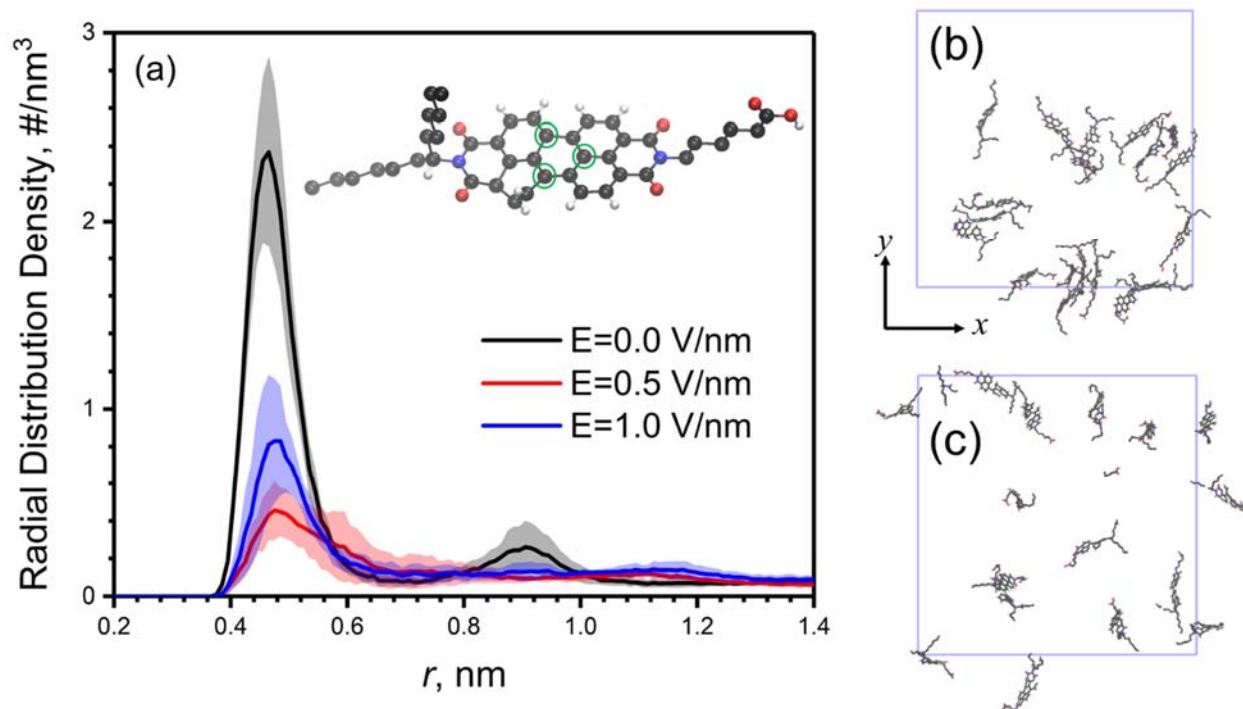 (a)
Radial Distribution Density, #/nm³
3
2
1
0
E=0.0 V/nm
E=0.5 V/nm
E=1.0 V/nm
0.2 0.4 0.6 0.8 1.0 1.2 1.4
r, nm
(b)
y
x
(c)